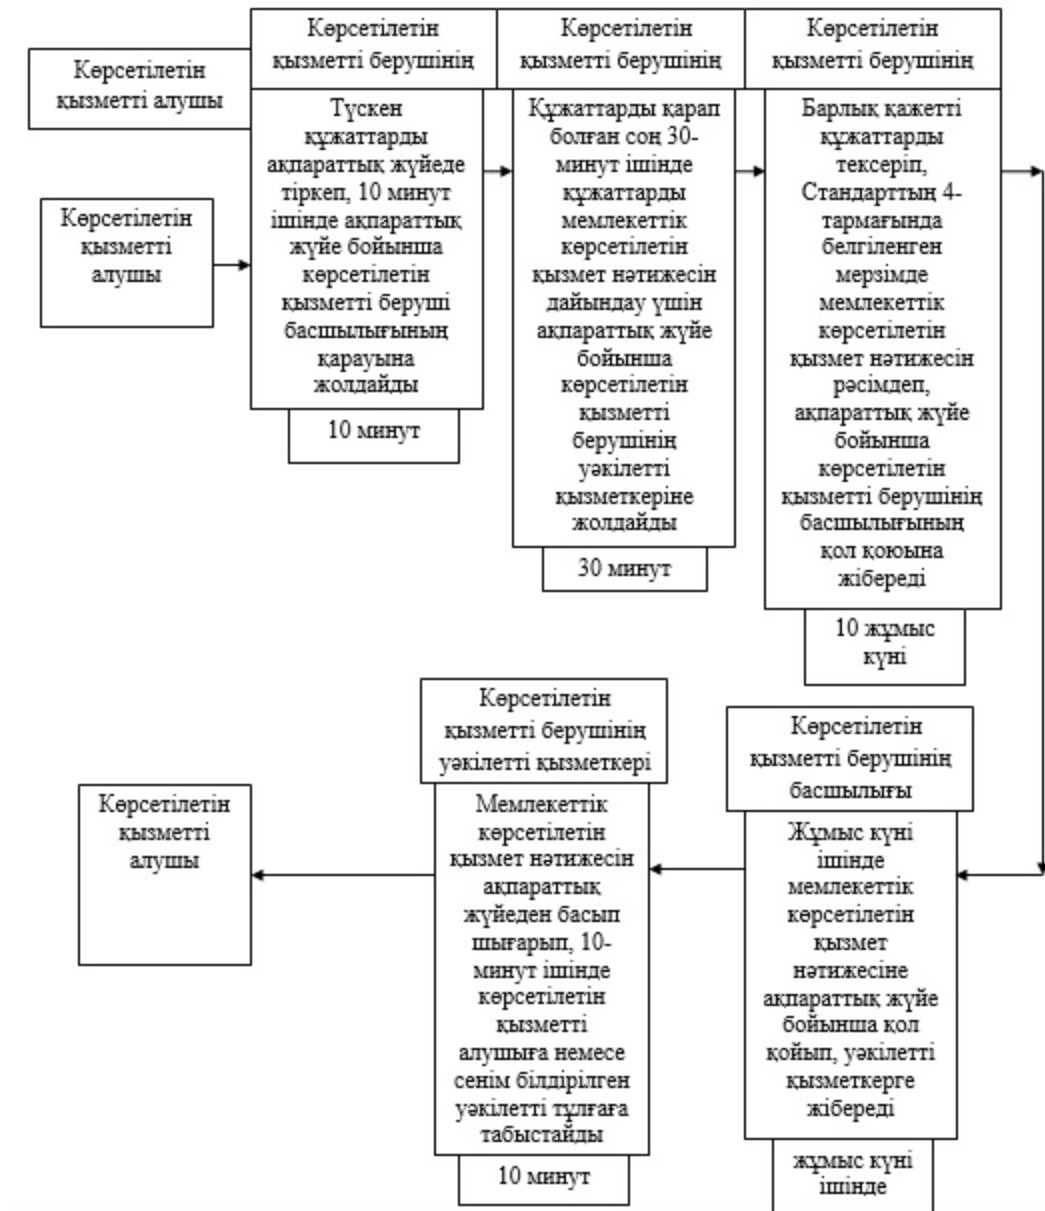 Көрсетілетін
қызметті алушы
Көрсетілетін
қызметті берушінің
Көрсетілетін
қызметті берушінің
Көрсетілетін
қызметті берушінің
Көрсетілетін
қызметті
алушы
Түскен
құжаттарды
ақпараттық жүйеде
тіркеп, 10 минут
ішінде ақпараттық
жүйе бойынша
көрсетілетін
қызметті беруші
басшылығының
қарауына
жолдайды
10 минут
Құжаттарды қарап
болған соң 30-
минут ішінде
құжаттарды
мемлекеттік
көрсетілетін
қызмет нәтижесін
дайындау үшін
ақпараттық жүйе
бойынша
көрсетілетін
қызметті
берушінің
уәкілетті
қызметкеріне
жолдайды
30 минут
Барлық қажетті
құжаттарды
тексеріп,
Стандарттың 4-
тармағында
белгіленген
мерзімде
мемлекеттік
көрсетілетін
қызмет нәтижесін
рәсімдеп,
ақпараттық жүйе
бойынша
көрсетілетін
қызметті берушінің
басшылығының
қол қоюына
жібереді
10 жұмыс
күні
Көрсетілетін
қызметті берушінің
басшылығы
Жұмыс күні
ішінде
мемлекеттік
көрсетілетін
қызмет
нәтижесіне
ақпараттық жүйе
бойынша қол
қойып, уәкілетті
қызметкерге
жібереді
жұмыс күні
ішінде
Көрсетілетін
қызметті берушінің
уәкілетті қызметкері
Мемлекеттік
көрсетілетін
қызмет нәтижесін
ақпараттық
жүйеден басып
шығарып, 10-
минут ішінде
көрсетілетін
қызметті
алушыға немесе
сенім білдірілген
уәкілетті тұлғаға
табыстайды
10 минут
Көрсетілетін
қызметті
алушы